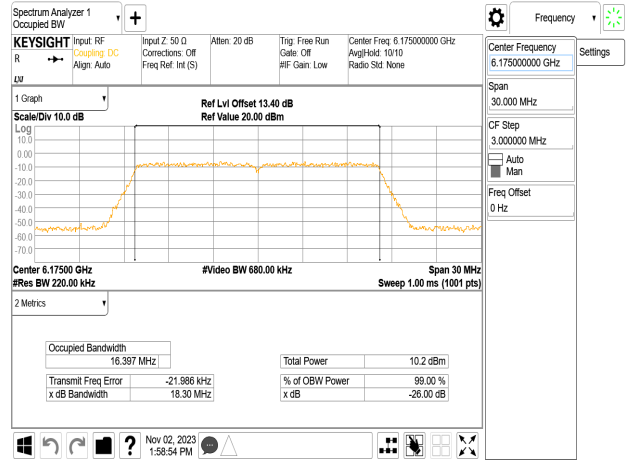 Spectrum Analyzer 1
Occupied BW
Frequency
KEYSIGHT
R
Input: RF
Coupling: DC
Align: Auto
Input Z: 50 Ω
Corrections: Off
Freq Ref: Int (S)
Atten: 20 dB
Trig: Free Run
Gate: Off
#IF Gain: Low
Center Freq: 6.175000000 GHz
Avg|Hold: 10/10
Radio Std: None
Center Frequency
6.175000000 GHz
Settings
Span
30.000 MHz
CF Step
3.000000 MHz
Auto
Man
Freq Offset
0 Hz
1 Graph
Scale/Div 10.0 dB
Ref Lvl Offset 13.40 dB
Ref Value 20.00 dBm
Log
10.0
0.00
-10.0
-20.0
-30.0
-40.0
-50.0
-60.0
-70.0
Center 6.17500 GHz
#Video BW 680.00 kHz
Span 30 MHz
#Res BW 220.00 kHz
Sweep 1.00 ms (1001 pts)
2 Metrics
Occupied Bandwidth
16.397 MHz
Total Power 10.2 dBm
Transmit Freq Error -21.986 kHz
% of OBW Power 99.00 %
x dB Bandwidth 18.30 MHz
x dB -26.00 dB
?
Nov 02, 2023
1:58:54 PM